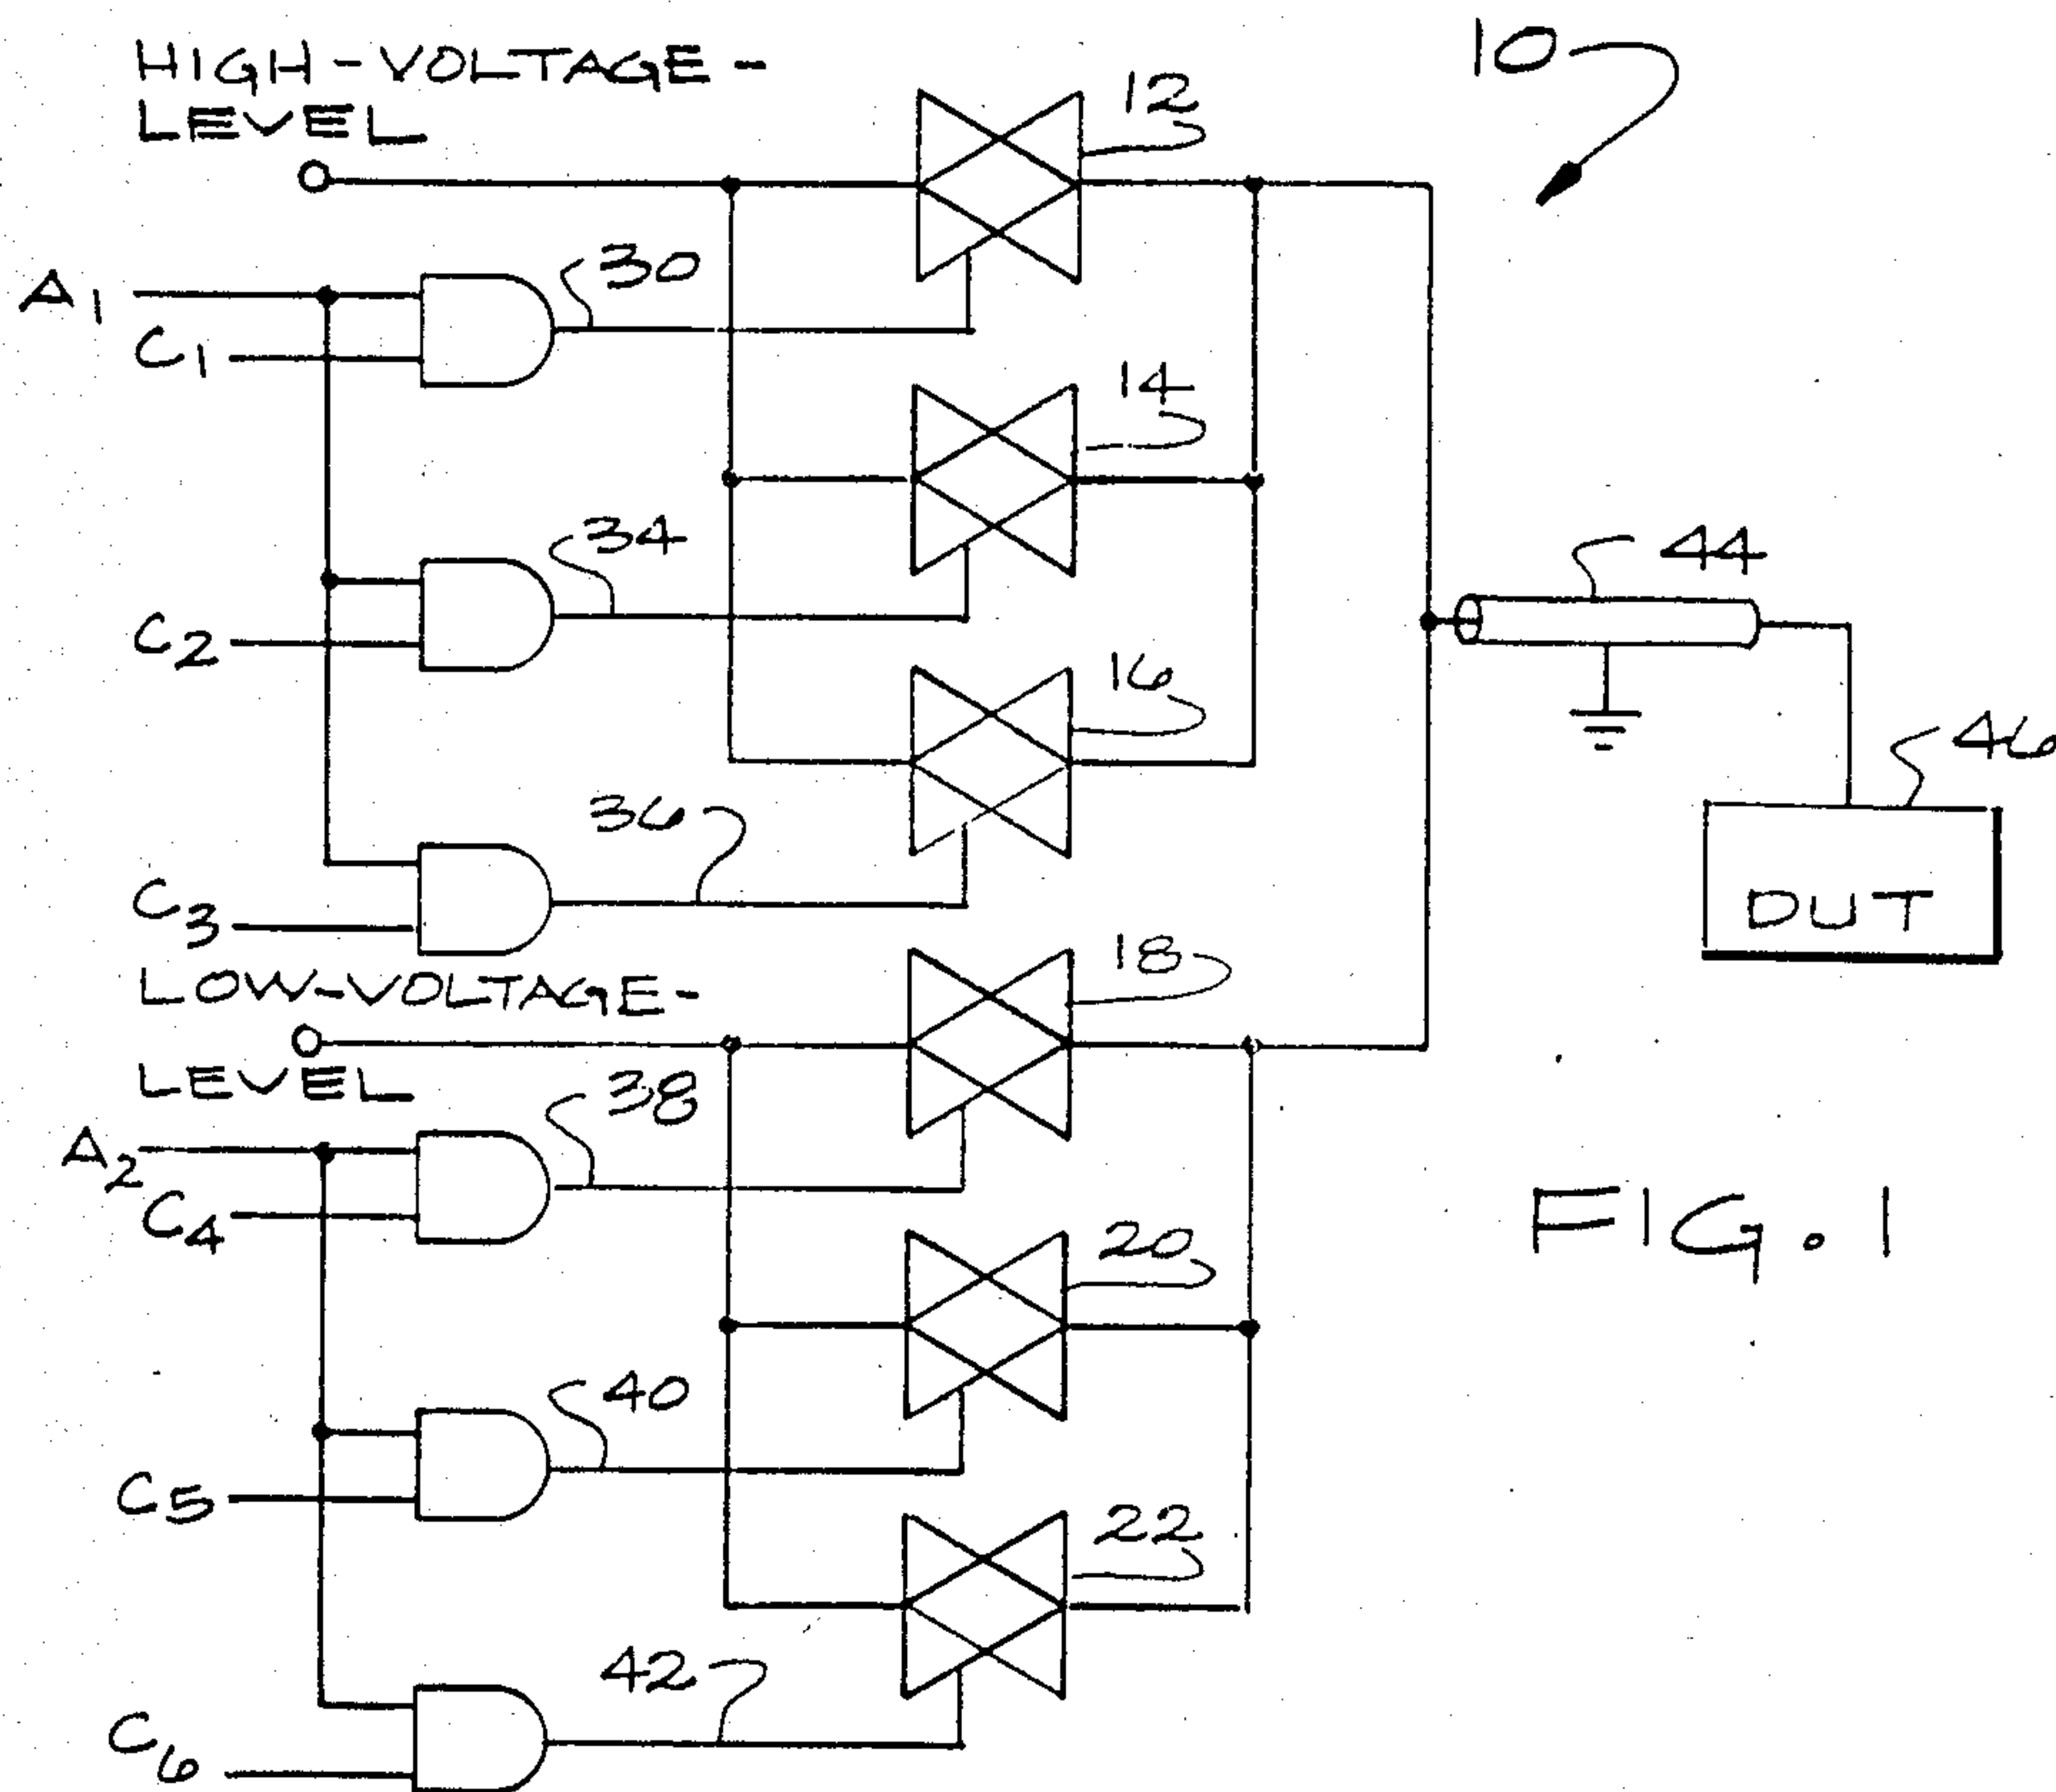 HIGH-VOLTAGE-
LEVEL
10
12
A1
30
C1
14
34
C2
44
16
46
36
C3
DUT
LOW-VOLTAGE-
LEVEL
18
38
A2
C4
20
FIG. 1
40
C5
22
42
C6